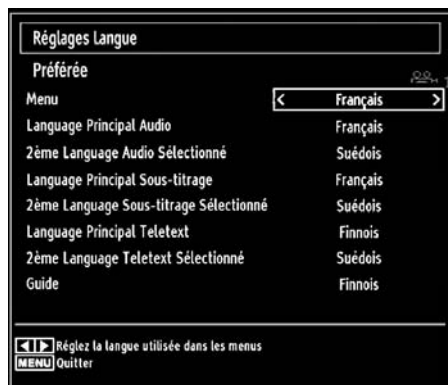 Réglages Langue
Préférée
Menu < Français >
Language Principal Audio Français
2ème Language Audio Sélectionné Suédois
Language Principal Sous-titrage Français
2ème Language Sous-titrage Sélectionné Suédois
Language Principal Teletext Finnois
2ème Language Teletext Sélectionné Suédois
Guide Finnois
Réglez la langue utilisée dans les menus
MENU Quitter